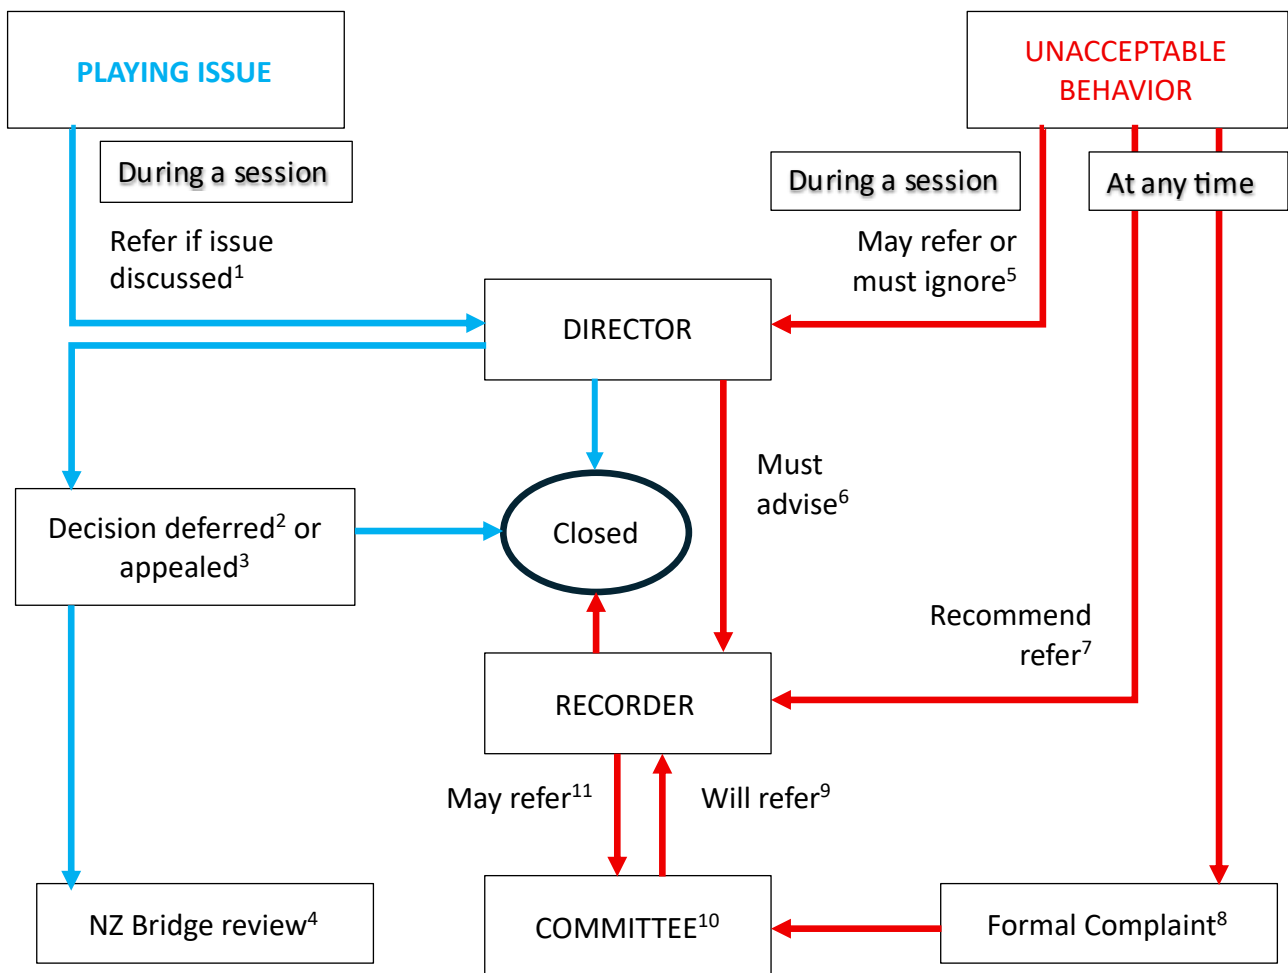 PLAYING ISSUE
UNACCEPTABLE
BEHAVIOR
During a session
During a session
At any time
Refer if issue
discussed¹
May refer or
must ignore⁵
DIRECTOR
Must
advise⁶
Decision deferred² or
appealed³
Closed
Recommend
refer⁷
RECORDER
May refer¹¹
Will refer⁹
NZ Bridge review⁴
COMMITTEE¹⁰
Formal Complaint⁸